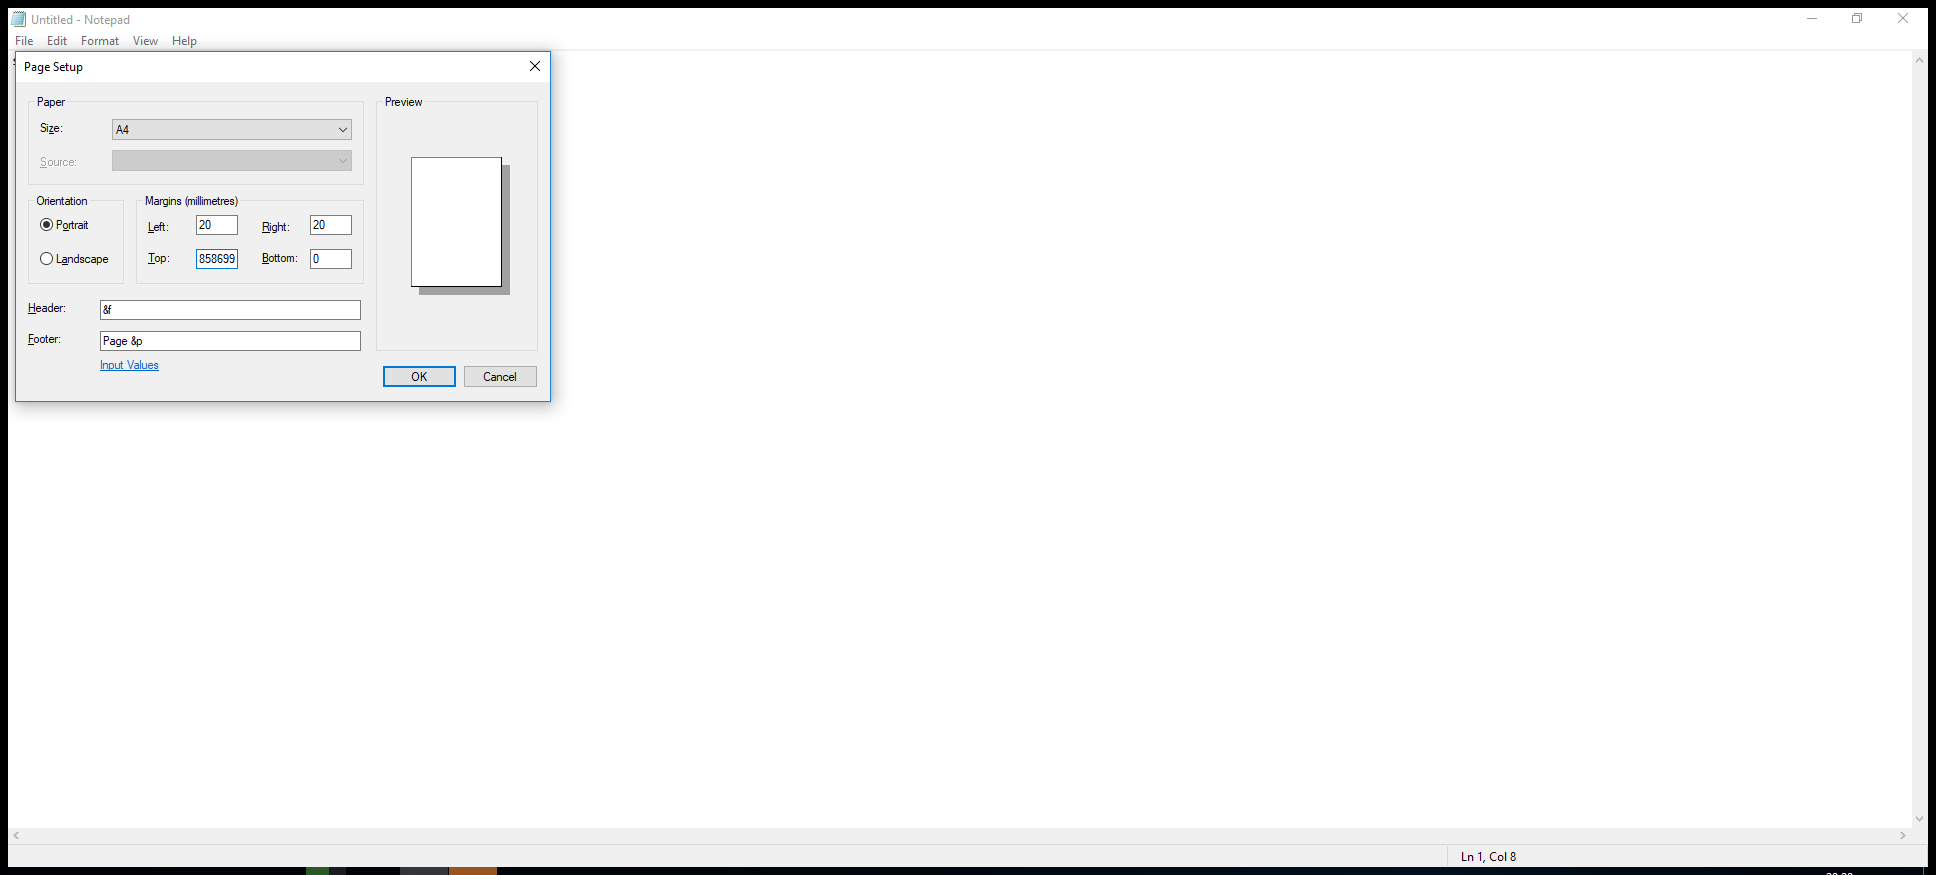 Untitled - Notepad
File Edit Format View Help
Page Setup
Paper
Size: A4
Source:
Orientation
Portrait
Landscape
Margins (millimetres)
Left: 20 Right: 20
Top: 858699 Bottom: 0
Header: &f
Footer: Page &p
Input Values
Preview
OK Cancel
Ln 1, Col 8